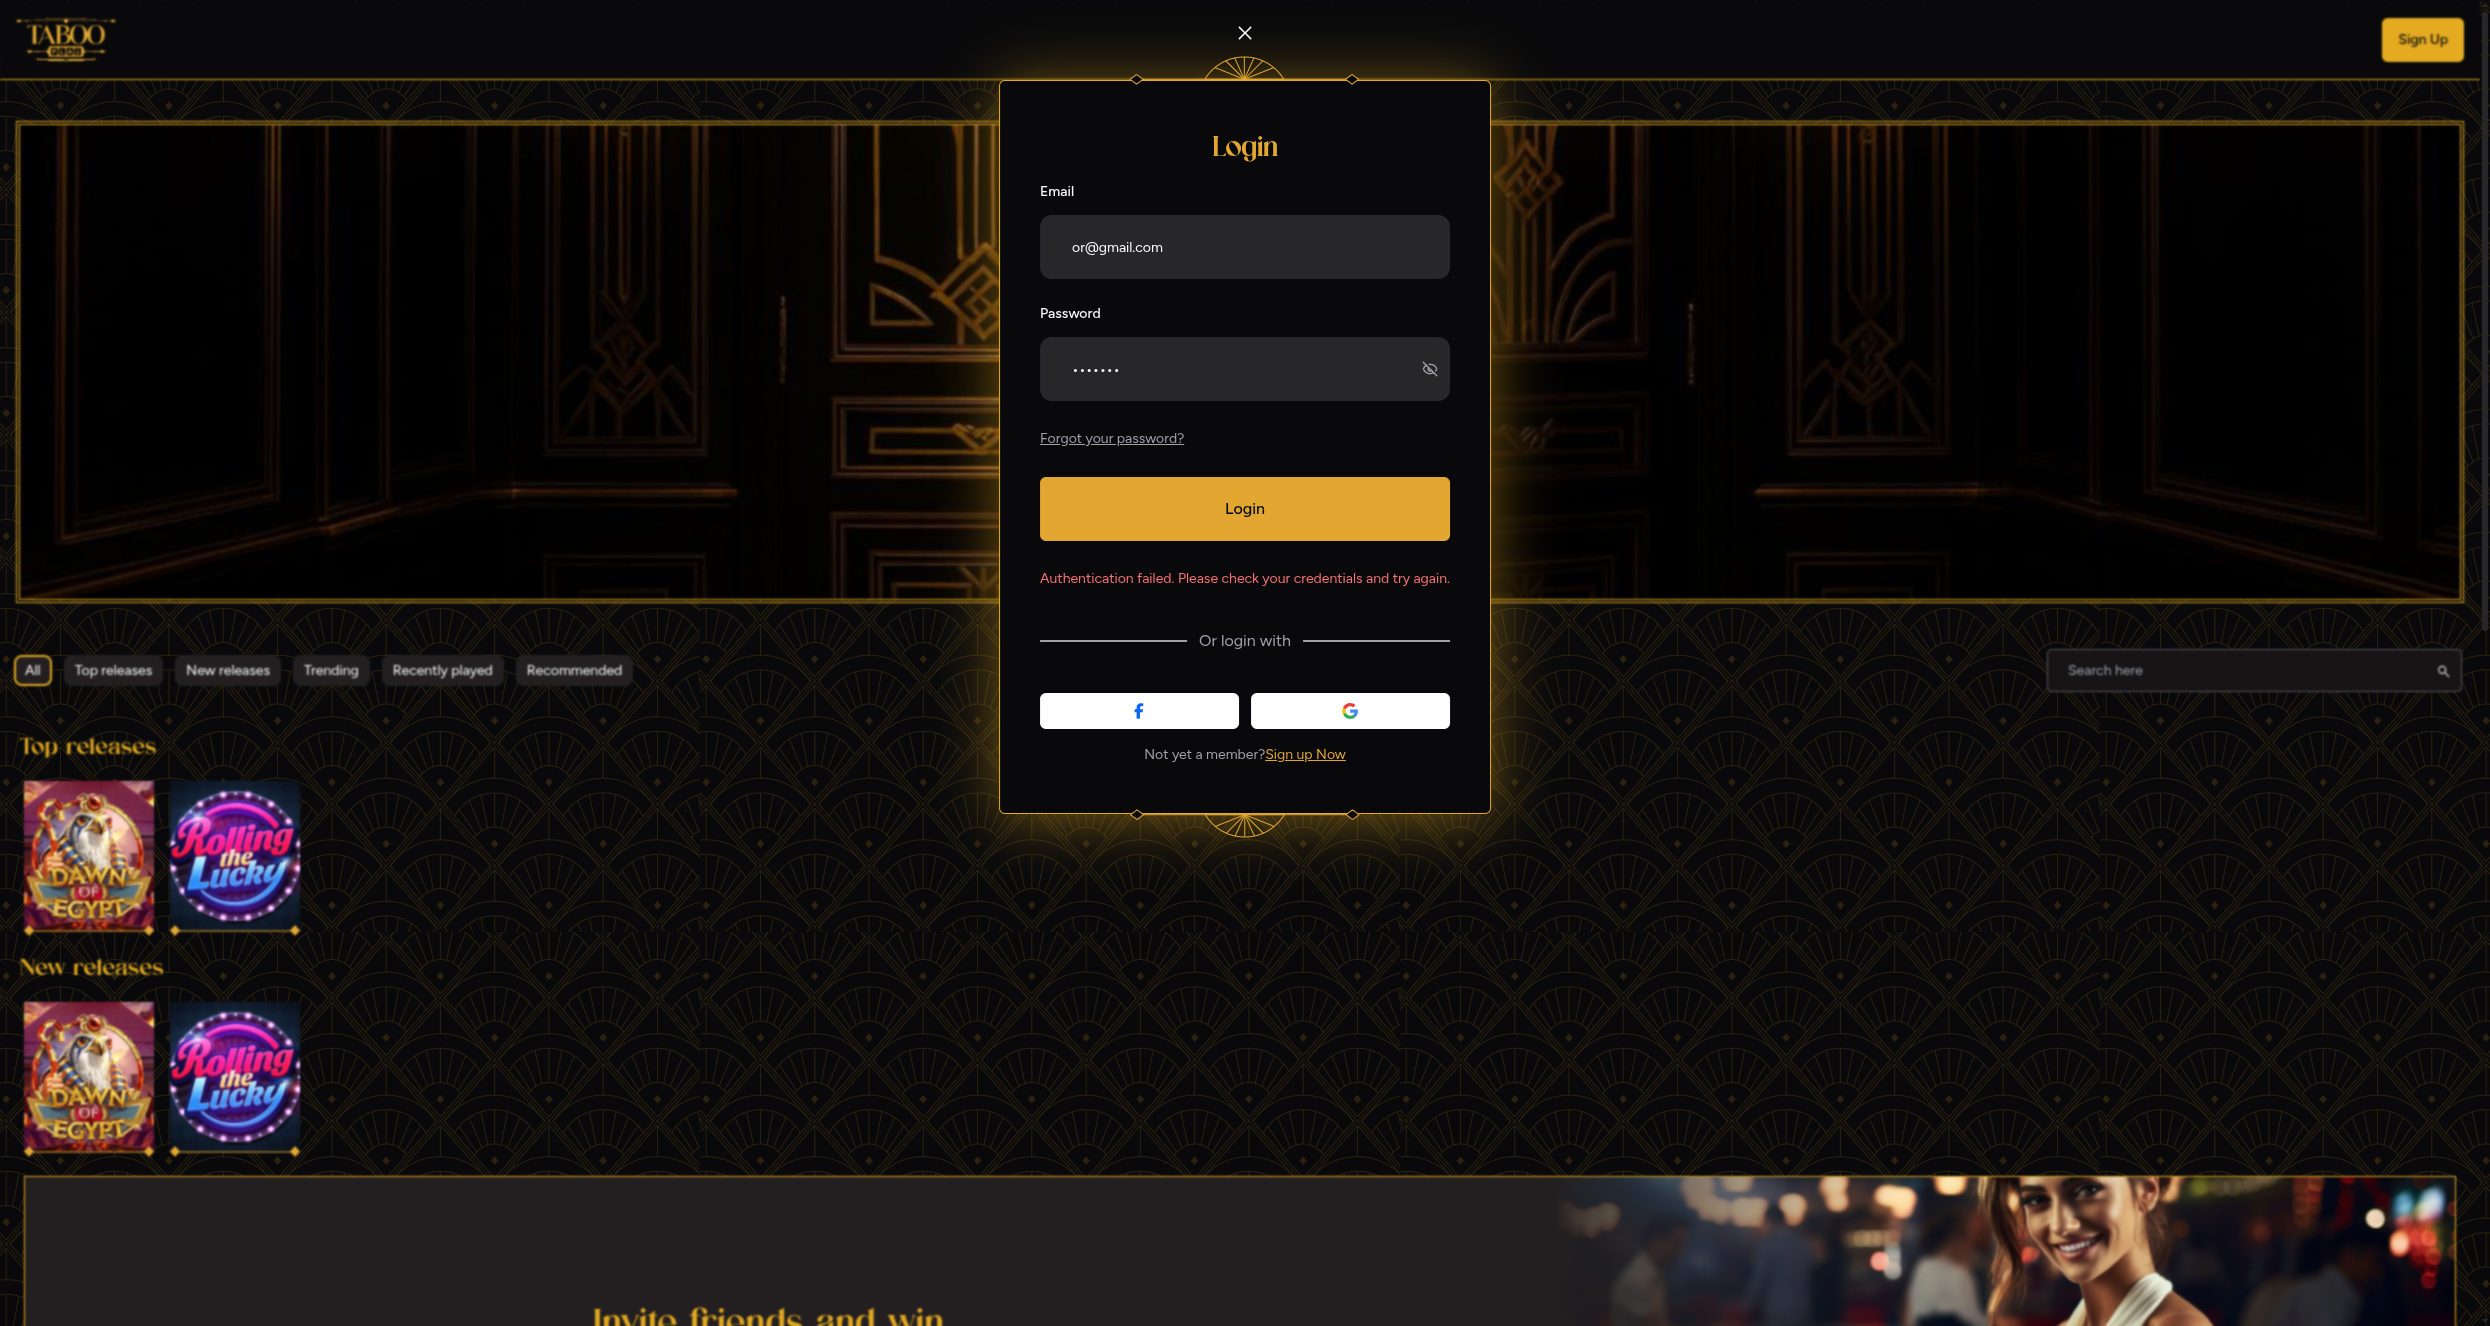 TABOO
PLAY
Sign Up
Login
Email
or@gmail.com
Password
•••••••
Forgot your password?
Login
Authentication failed. Please check your credentials and try again.
Or login with
Not yet a member?Sign up Now
All
Top releases
New releases
Trending
Recently played
Recommended
Search here
Top releases
DAWN
OF
EGYPT
Rolling
the
Lucky
New releases
DAWN
OF
EGYPT
Rolling
the
Lucky
Invite friends and win